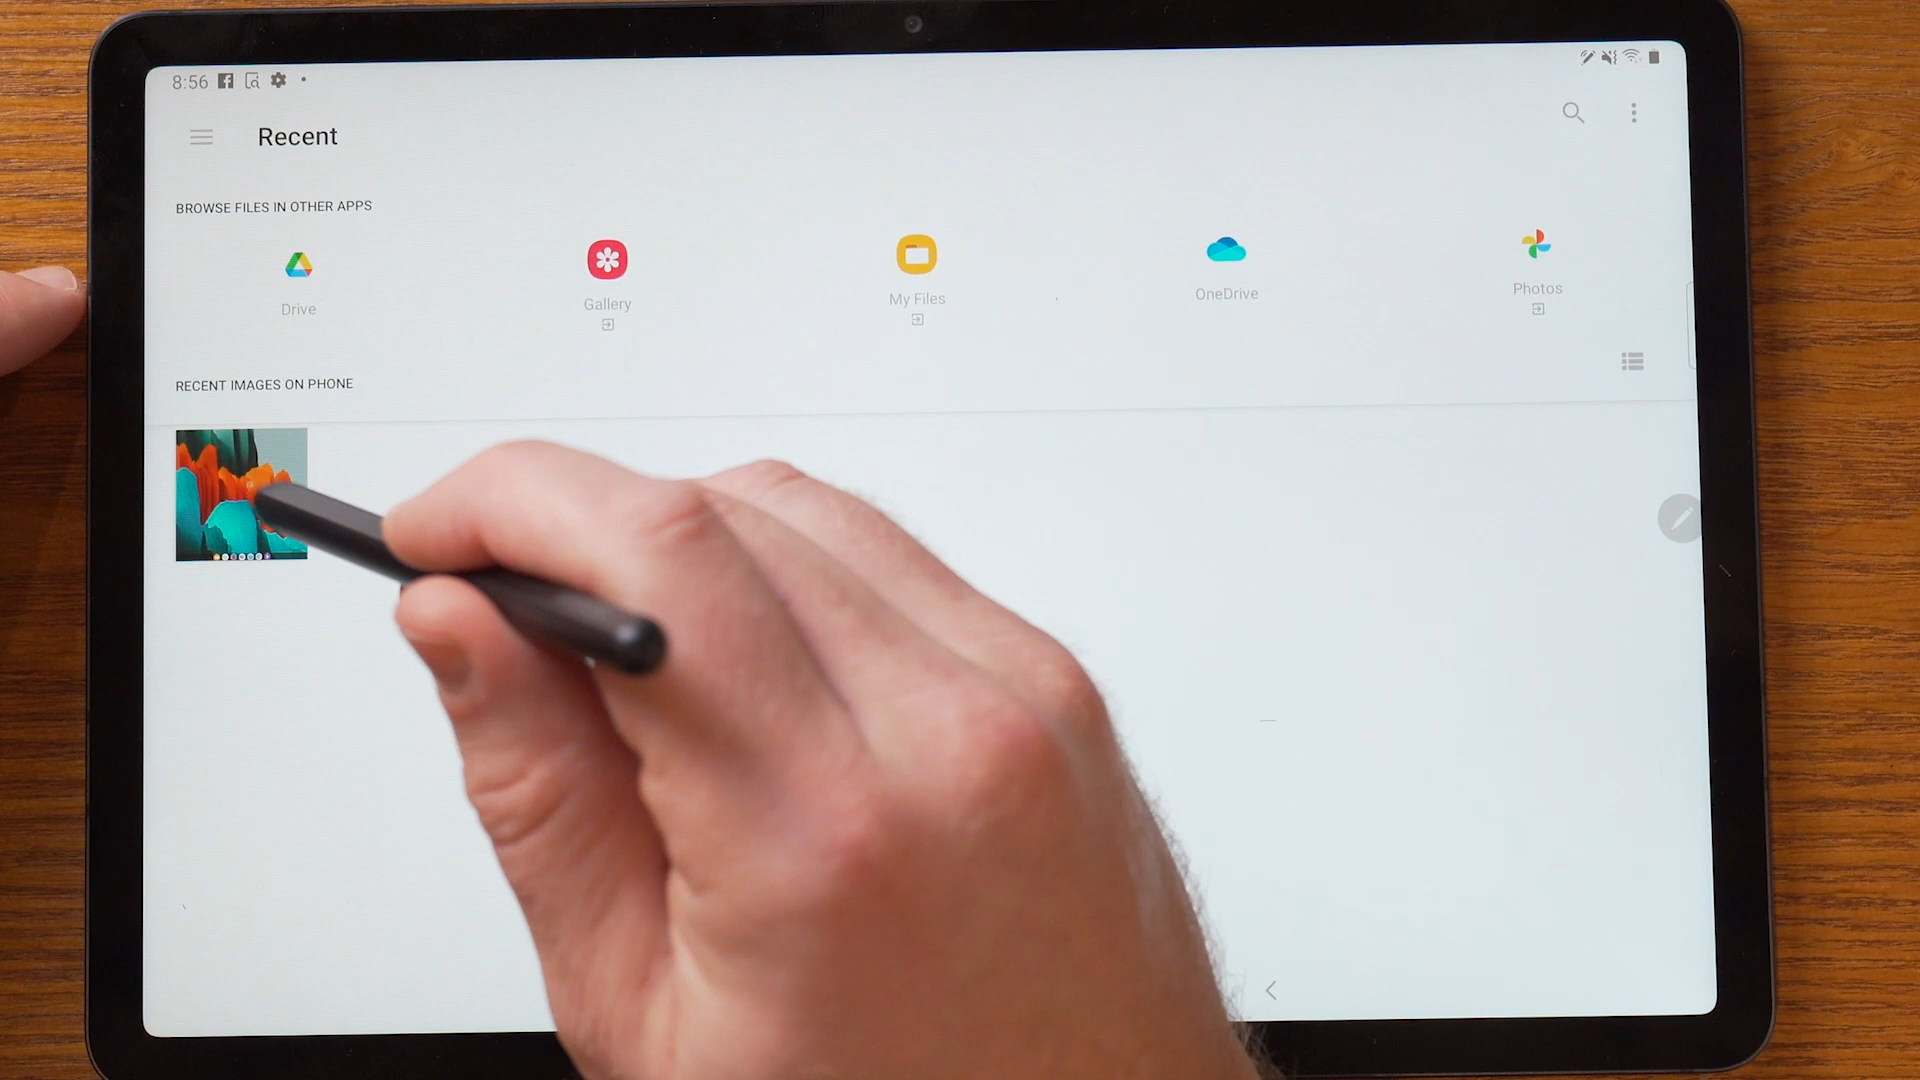 8:56
Recent
BROWSE FILES IN OTHER APPS
Drive
Gallery
My Files
OneDrive
Photos
RECENT IMAGES ON PHONE